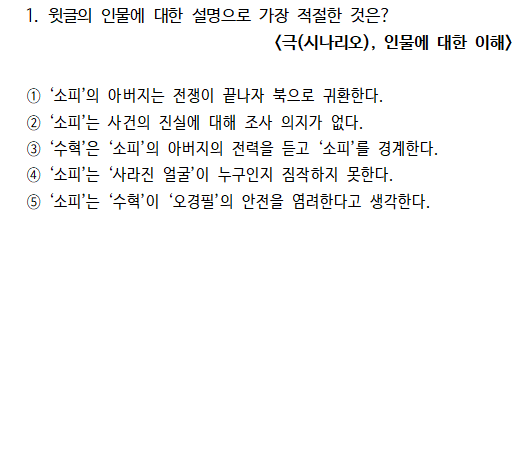 1. 윗글의 인물에 대한 설명으로 가장 적절한 것은?
<극(시나리오), 인물에 대한 이해>
① ‘소피’의 아버지는 전쟁이 끝나자 북으로 귀환한다.
② ‘소피’는 사건의 진실에 대해 조사 의지가 없다.
③ ‘수혁’은 ‘소피’의 아버지의 전력을 듣고 ‘소피’를 경계한다.
④ ‘소피’는 ‘사라진 얼굴’이 누구인지 짐작하지 못한다.
⑤ ‘소피’는 ‘수혁’이 ‘오경필’의 안전을 염려한다고 생각한다.